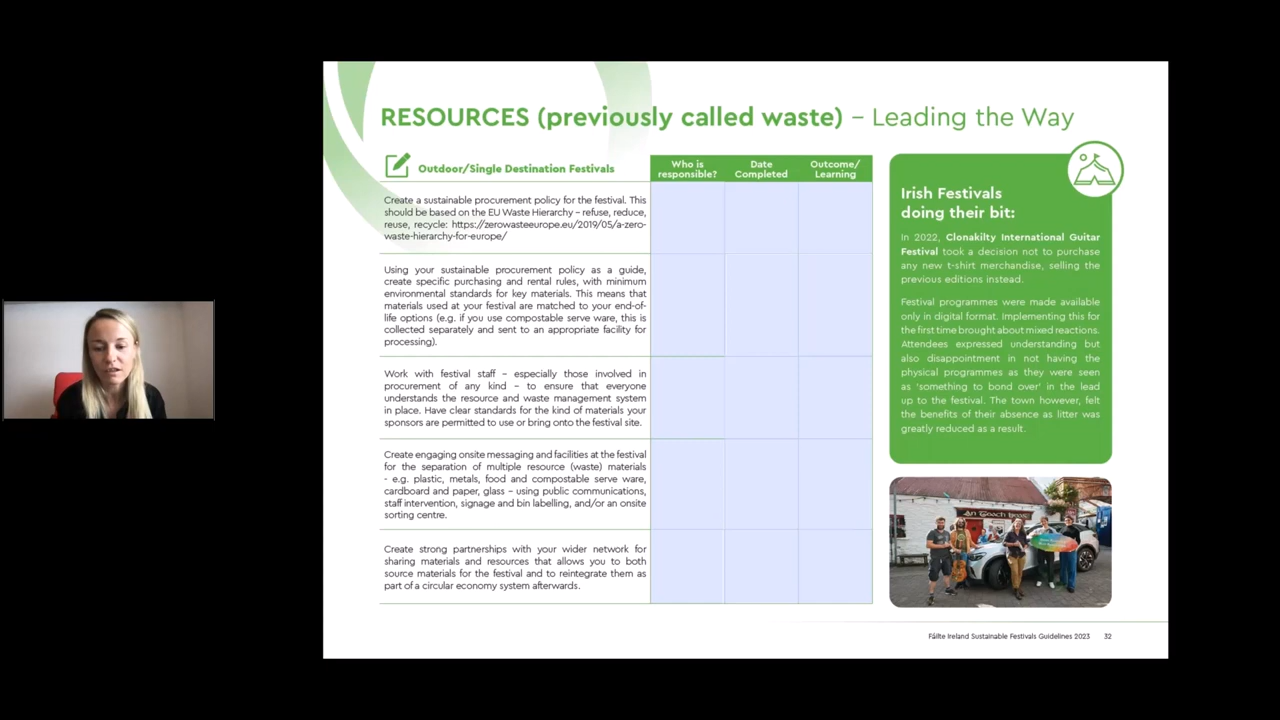 RESOURCES (previously called waste) – Leading the Way
Outdoor/Single Destination Festivals
Who is
responsible?
Date
Completed
Outcome/
Learning
Create a sustainable procurement policy for the festival. This
should be based on the EU Waste Hierarchy – refuse, reduce,
reuse, recycle: https://zerowasteeurope.eu/2019/05/a-zero-
waste-hierarchy-for-europe/
Using your sustainable procurement policy as a guide,
create specific purchasing and rental rules, with minimum
environmental standards for key materials. This means that
materials used at your festival are matched to your end-of-
life options (e.g. if you use compostable serve ware, this is
collected separately and sent to an appropriate facility for
processing).
Work with festival staff – especially those involved in
procurement of any kind – to ensure that everyone
understands the resource and waste management system
in place. Have clear standards for the kind of materials your
sponsors are permitted to use or bring onto the festival site.
Create engaging onsite messaging and facilities at the festival
for the separation of multiple resource (waste) materials
- e.g. plastic, metals, food and compostable serve ware,
cardboard and paper, glass – using public communications,
staff intervention, signage and bin labelling, and/or an onsite
sorting centre.
Create strong partnerships with your wider network for
sharing materials and resources that allows you to both
source materials for the festival and to reintegrate them as
part of a circular economy system afterwards.
Irish Festivals
doing their bit:
In 2022, Clonakilty International Guitar
Festival took a decision not to purchase
any new t-shirt merchandise, selling the
previous editions instead.
Festival programmes were made available
only in digital format. Implementing this for
the first time brought about mixed reactions.
Attendees expressed understanding but
also disappointment in not having the
physical programmes as they were seen
as 'something to bond over' in the lead
up to the festival. The town however, felt
the benefits of their absence as litter was
greatly reduced as a result.
An Teach Beag
Fáilte Ireland Sustainable Festivals Guidelines 2023 32